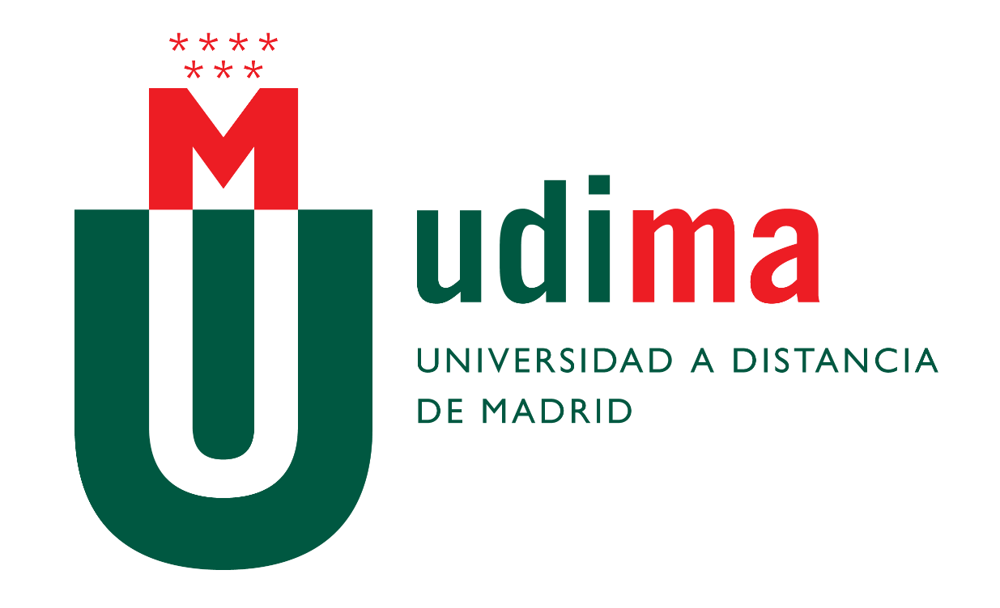 M
U
udima
UNIVERSIDAD A DISTANCIA
DE MADRID